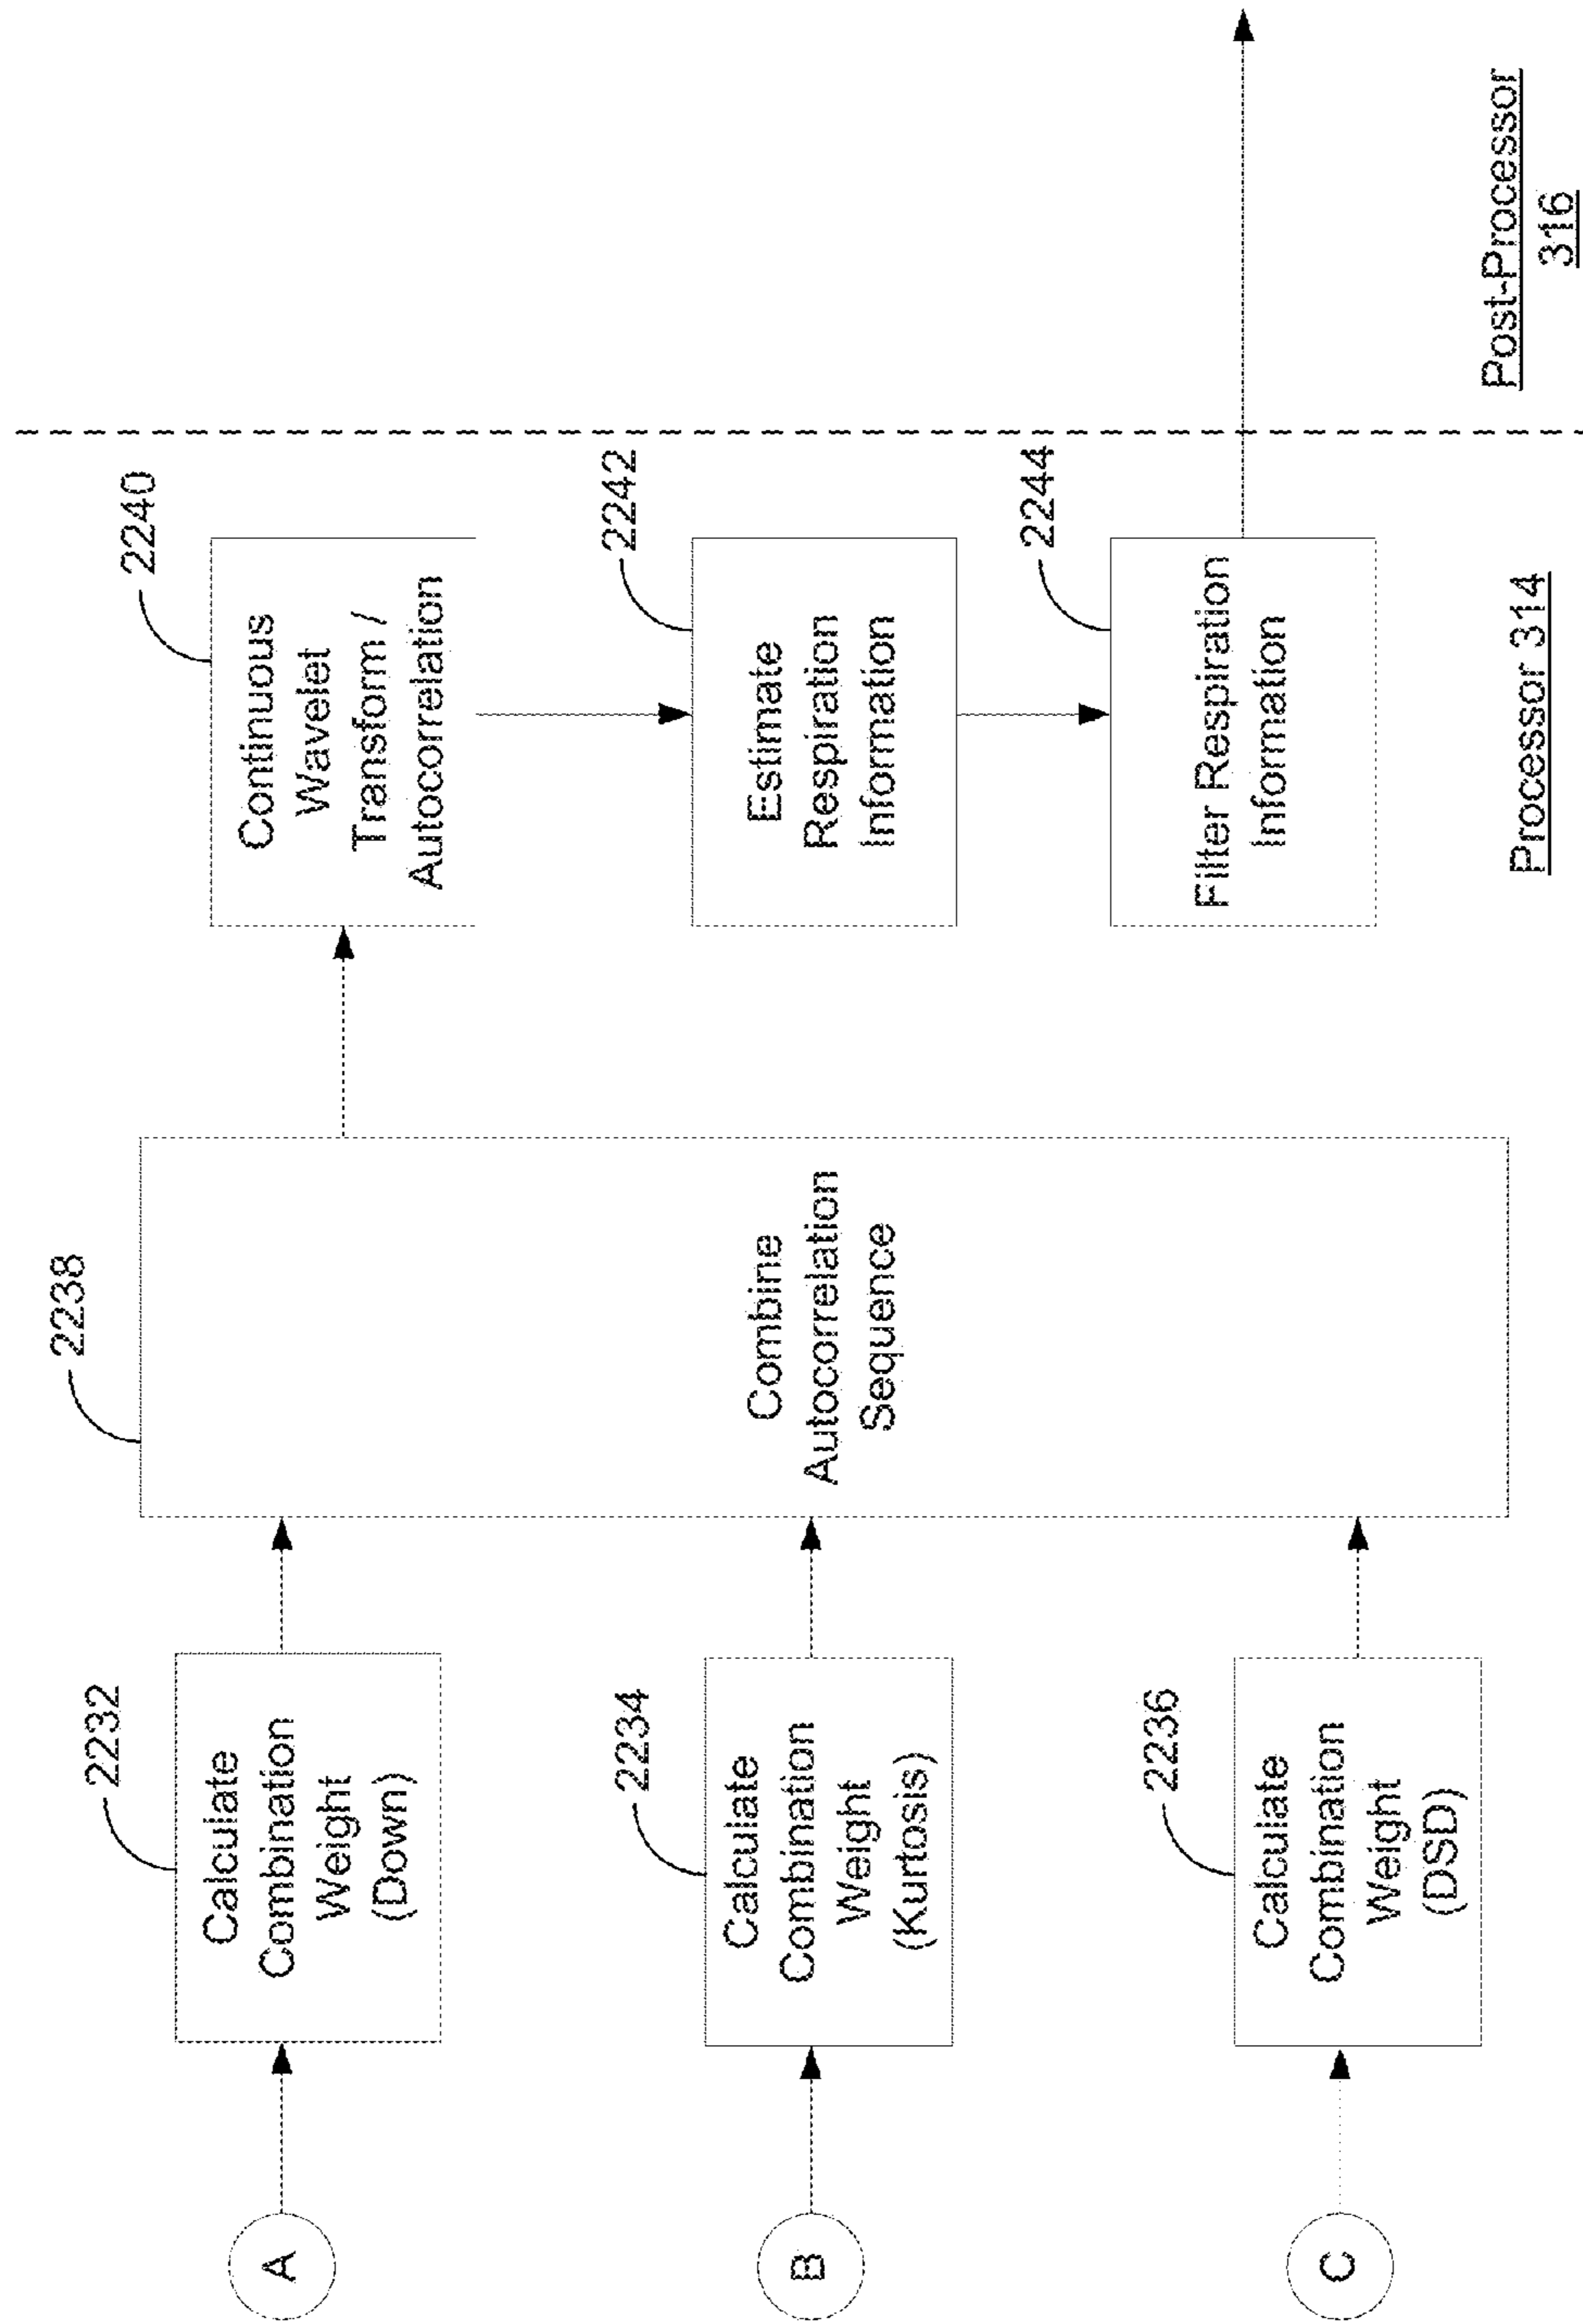 A
2232
Calculate
Combination
Weight
(Down)
B
2234
Calculate
Combination
Weight
(Kurtosis)
C
2236
Calculate
Combination
Weight
(DSD)
2238
Combine
Autocorrelation
Sequence
2240
Continuous
Wavelet
Transform /
Autocorrelation
2242
Estimate
Respiration
Information
2244
Filter Respiration
Information
Processor 314
Post-Processor
316